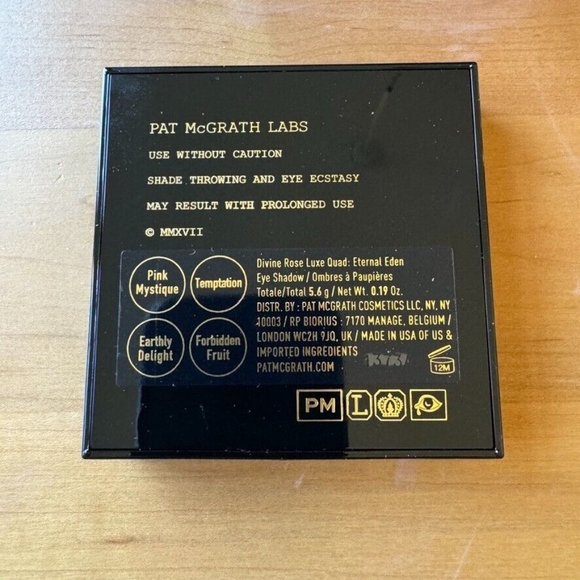 PAT McGRATH LABS
USE WITHOUT CAUTION
SHADE THROWING AND EYE ECSTASY
MAY RESULT WITH PROLONGED USE
© MMXVII
Pink
Mystique
Temptation
Earthly
Delight
Forbidden
Fruit
Divine Rose Luxe Quad: Eternal Eden
Eye Shadow / Ombres à Paupières
Totale/Total 5.6 g / Net Wt. 0.19 Oz.
DISTR. BY : PAT MCGRATH COSMETICS LLC, NY, NY
10003 / RP BIORIUS : 7170 MANAGE, BELGIUM /
LONDON WC2H 9JQ, UK / MADE IN USA OF US &
IMPORTED INGREDIENTS
PATMCGRATH.COM
12M
PM L